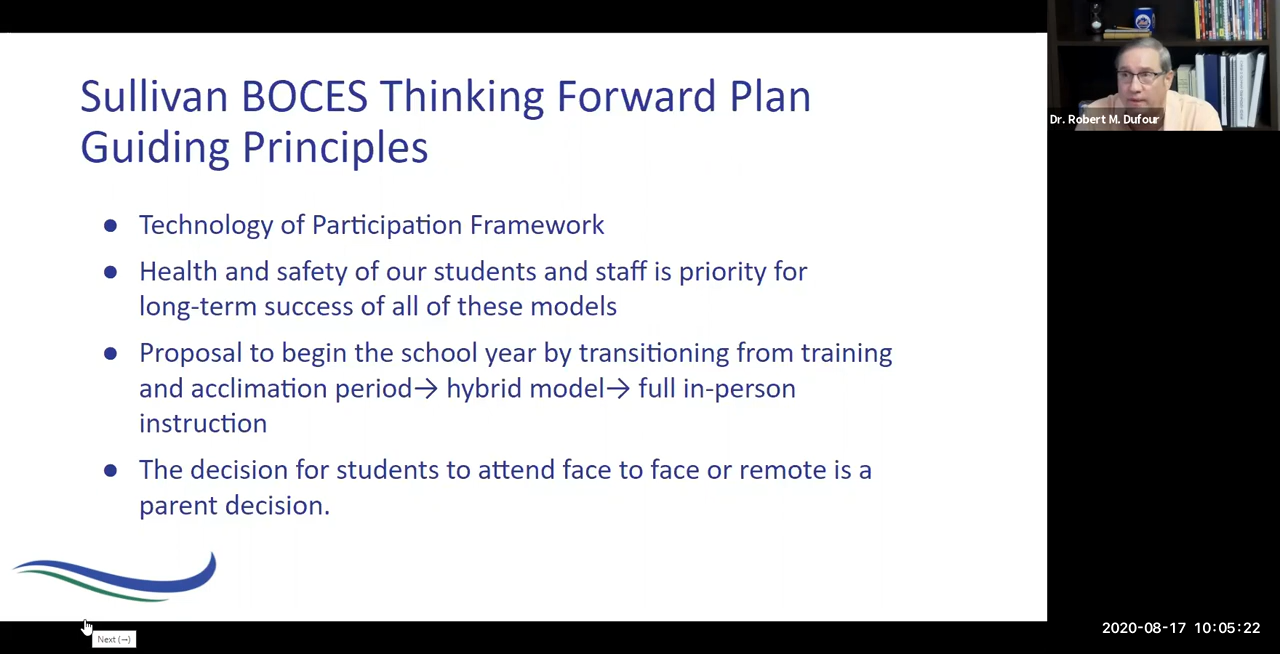 Sullivan BOCES Thinking Forward Plan
Guiding Principles
● Technology of Participation Framework
● Health and safety of our students and staff is priority for
long-term success of all of these models
● Proposal to begin the school year by transitioning from training
and acclimation period→ hybrid model→ full in-person
instruction
● The decision for students to attend face to face or remote is a
parent decision.
Dr. Robert M. Dufour
Next (→)
2020-08-17 10:05:22